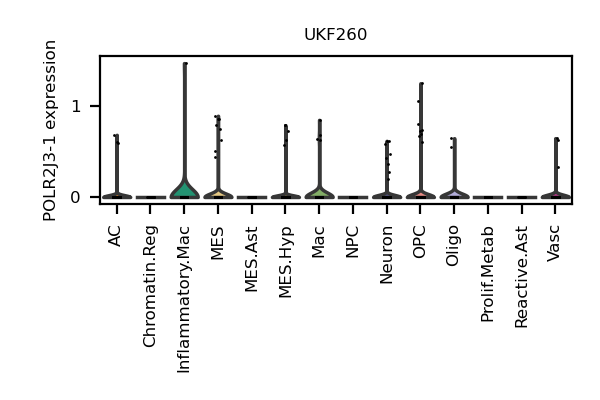 UKF260
POLR2J3-1 expression
1
0
AC
Chromatin.Reg
Inflammatory.Mac
MES
MES.Ast
MES.Hyp
Mac
NPC
Neuron
OPC
Oligo
Prolif.Metab
Reactive.Ast
Vasc